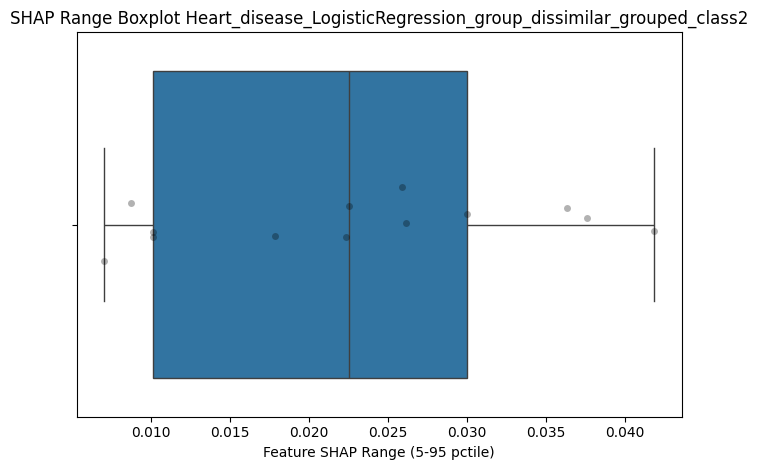 SHAP Range Boxplot Heart_disease_LogisticRegression_group_dissimilar_grouped_class2
0.010 0.015 0.020 0.025 0.030 0.035 0.040
Feature SHAP Range (5-95 pctile)